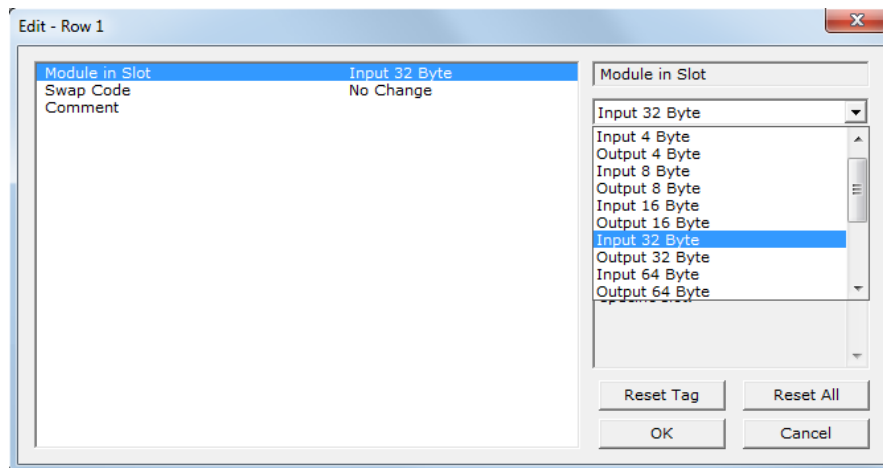 Edit - Row 1
Module in Slot Input 32 Byte
Swap Code No Change
Comment
Module in Slot
Input 32 Byte
Input 4 Byte
Output 4 Byte
Input 8 Byte
Output 8 Byte
Input 16 Byte
Output 16 Byte
Input 32 Byte
Output 32 Byte
Input 64 Byte
Output 64 Byte
Reset Tag Reset All
OK Cancel